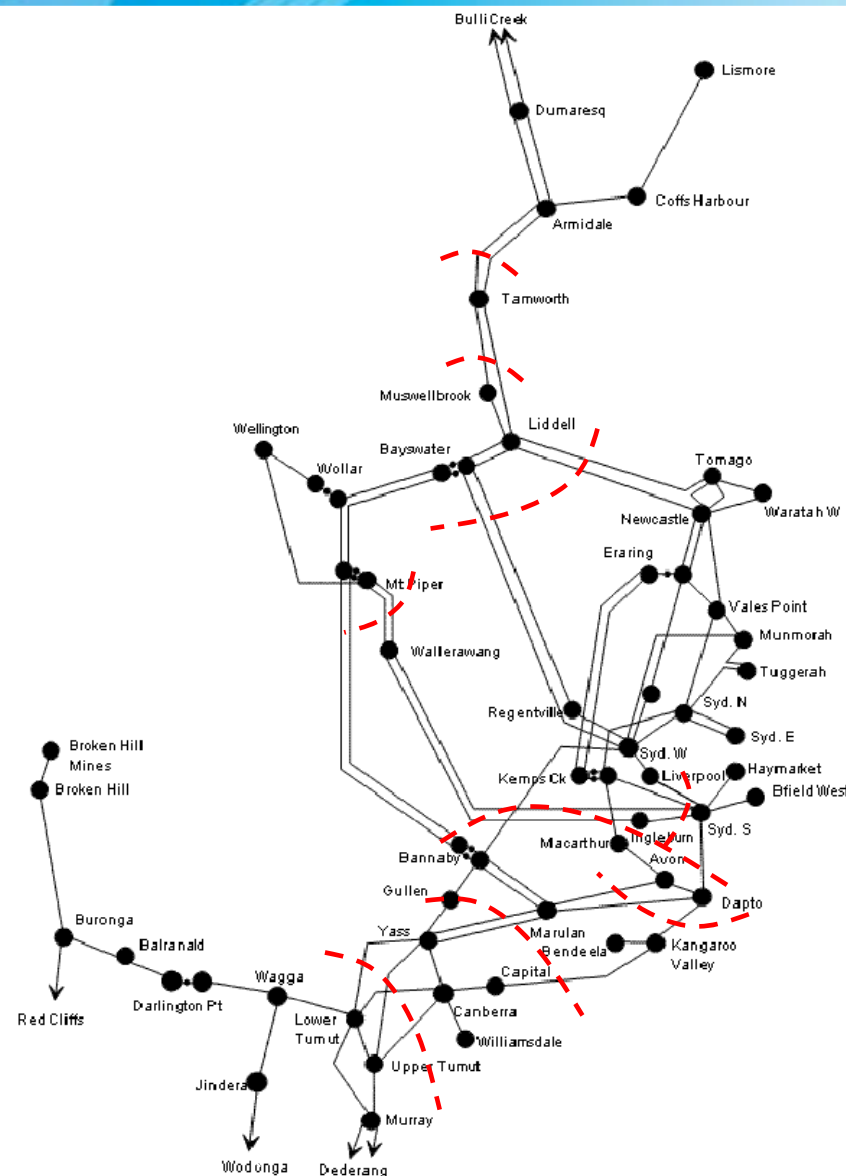 Bulli Creek
Lismore
Dumaresq
Coffs Harbour
Armidale
Tamworth
Muswellbrook
Liddell
Wellington
Bayswater
Wollar
Tomago
Waratah W
Newcastle
Eraring
Mt Piper
Vales Point
Munmorah
Wallerawang
Tuggerah
Regentville
Syd. N
Syd. E
Broken Hill
Mines
Syd. W
Kemps Ck
Liverpool
Haymarket
Broken Hill
Bfield West
Syd. S
Ingleburn
Macarthur
Bannaby
Avon
Gullen
Dapto
Buronga
Yass
Marulan
Balranald
Bendeela
Kangaroo
Valley
Wagga
Capital
Darlington Pt
Canberra
Red Cliffs
Lower
Tumut
Williamsdale
Upper Tumut
Jindera
Murray
Wodonga
Dederang